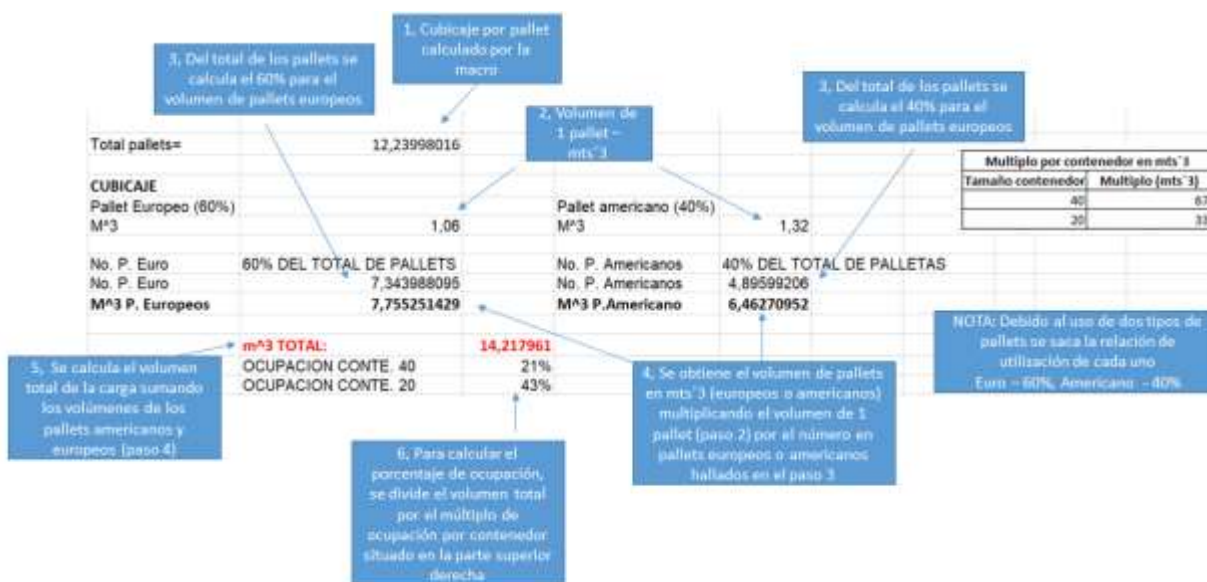 1, Cubicaje por pallet
calculado por la
macro
3, Del total de los pallets se
calcula el 60% para el
volumen de pallets europeos
2, Volumen de
1 pallet –
mts´3
3, Del total de los pallets se
calcula el 40% para el
volumen de pallets europeos
Total pallets= 12,23998016
Multiplo por contenedor en mts´3
Tamaño contenedor Multiplo (mts´3)
40 67
20 33
CUBICAJE
Pallet Europeo (60%) Pallet americano (40%)
M^3 1,06 M^3 1,32
No. P. Euro 60% DEL TOTAL DE PALLETS No. P. Americanos 40% DEL TOTAL DE PALLETAS
No. P. Euro 7,343988095 No. P. Americanos 4,89599206
M^3 P. Europeos 7,755251429 M^3 P.Americano 6,46270952
m^3 TOTAL: 14,217961
OCUPACION CONTE. 40 21%
OCUPACION CONTE. 20 43%
NOTA: Debido al uso de dos tipos de
pallets se saca la relación de
utilización de cada uno
Euro – 60%, Americano - 40%
5, Se calcula el volumen
total de la carga sumando
los volúmenes de los
pallets americanos y
europeos (paso 4)
4, Se obtiene el volumen de pallets
en mts´3 (europeos o americanos)
multiplicando el volumen de 1
pallet (paso 2) por el número en
pallets europeos o americanos
hallados en el paso 3
6, Para calcular el
porcentaje de ocupación,
se divide el volumen total
por el múltiplo de
ocupación por contenedor
situado en la parte superior
derecha